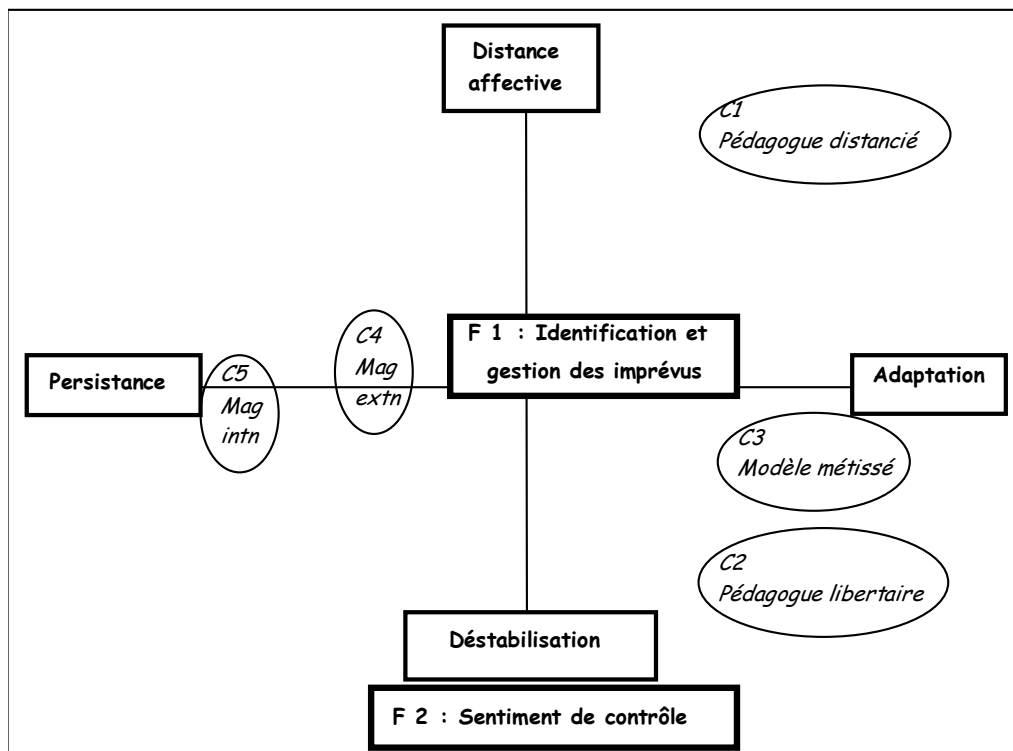 Distance
affective
C1
Pédagogue distancié
F 1 : Identification et
gestion des imprévus
C4
Mag
extn
Persistance
C5
Mag
intn
Adaptation
C3
Modèle métissé
C2
Pédagogue libertaire
Déstabilisation
F 2 : Sentiment de contrôle